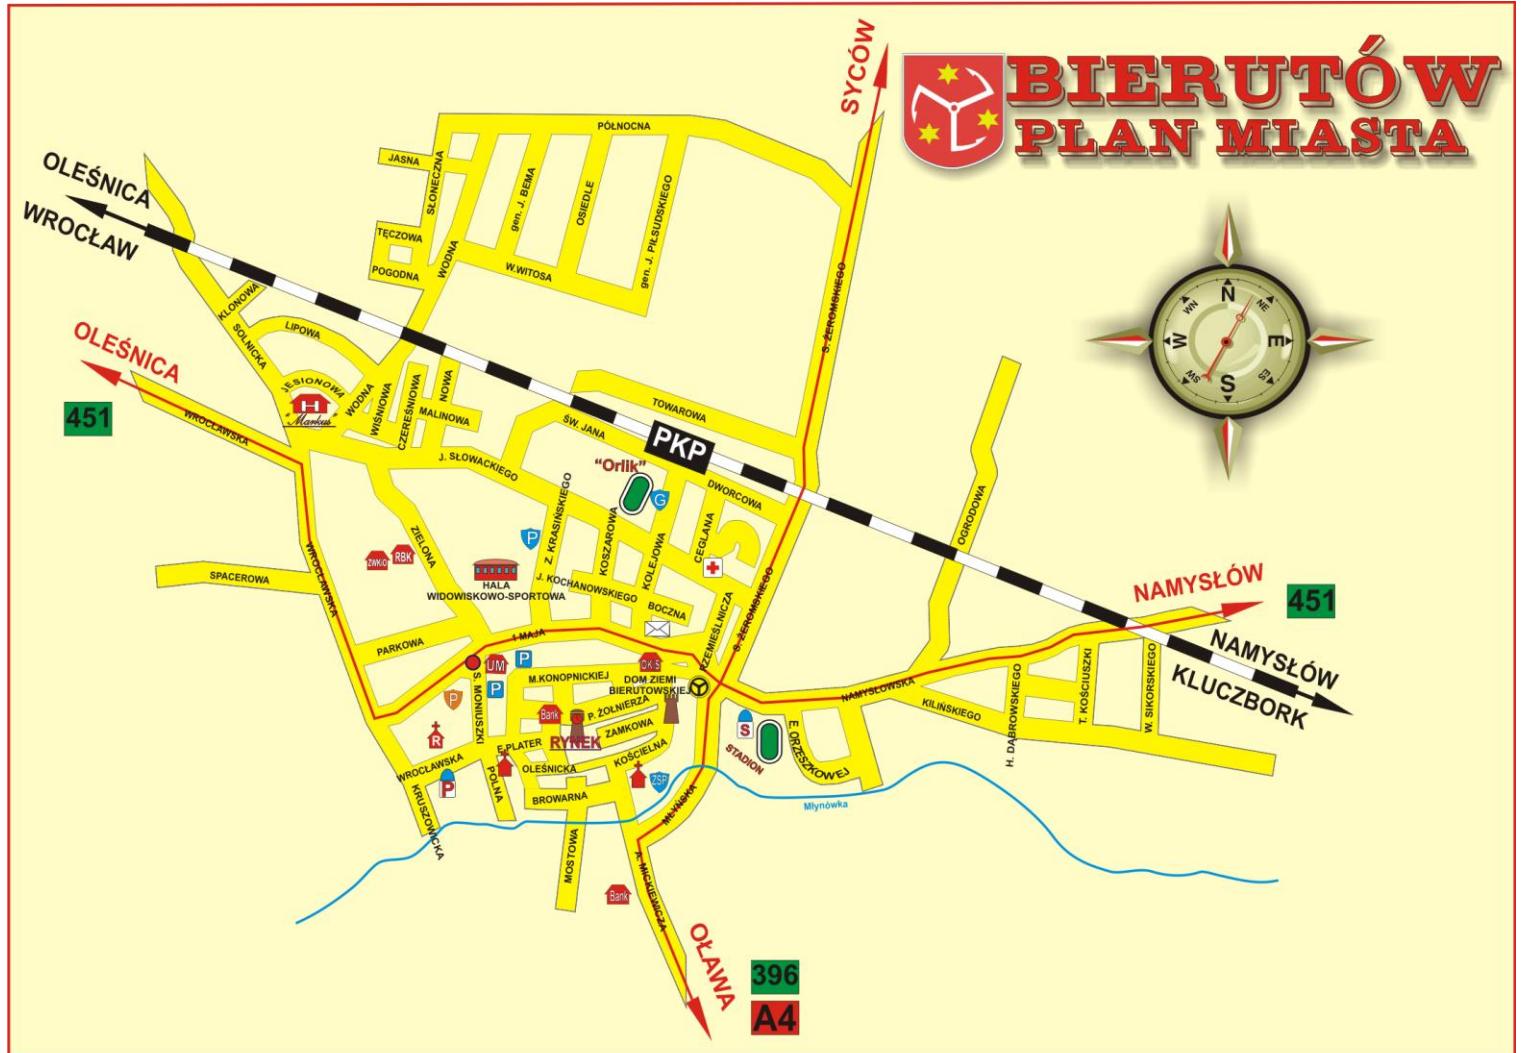 BIERUTÓW
PLAN MIASTA
SYCÓW
OLEŚNICA
WROCŁAW
PÓŁNOCNA
JASNA
SŁONECZNA
gen. J. BEMA
OSIEDLE
gen. J. PIŁSUDSKIEGO
TĘCZOWA
POGODNA
WODNA
W.WITOSA
S. ŻEROMSKIEGO
N
NE
E
ES
S
SW
W
WN
KLONOWA
SOLNICKA
LIPOWA
OLEŚNICA
451
JESIONOWA
H
"Markus"
WODNA
WIŚNIOWA
CZEREŚNIOWA
NOWA
MALINOWA
WROCŁAWSKA
TOWAROWA
ŚW. JANA
PKP
J. SŁOWACKIEGO
"Orlik"
G
DWORCOWA
OGRODOWA
Z. KRASIŃSKIEGO
KOSZAROWA
KOLEJOWA
CEGLANA
ZIELONA
P
ZWKiO
RBK
HALA
WIDOWISKOWO-SPORTOWA
J. KOCHANOWSKIEGO
BOCZNA
RZEMIEŚLNICZA
S. ŻEROMSKIEGO
SPACEROWA
WROCŁAWSKA
PARKOWA
1 MAJA
NAMYSŁÓW
451
NAMYSŁÓW
KLUCZBORK
UM
P
P
P
S. MONIUSZKI
M.KONOPNICKIEJ
DOM ZIEMI
BIERUTOWSKIEJ
NAMYSŁOWSKA
KILIŃSKIEGO
H. DĄBROWSKIEGO
T. KOŚCIUSZKI
W. SIKORSKIEGO
Bank
P. ŻOŁNIERZA
ZAMKOWA
RYNEK
KOŚCIELNA
R
E.PLATER
OLEŚNICKA
BROWARNA
WROCŁAWSKA
POLNA
P
KRUSZOWICKA
MOSTOWA
ZSP
MŁYŃSKA
S
STADION
E. ORZESZKOWEJ
Młynówka
A. MICKIEWICZA
Bank
OŁAWA
396
A4